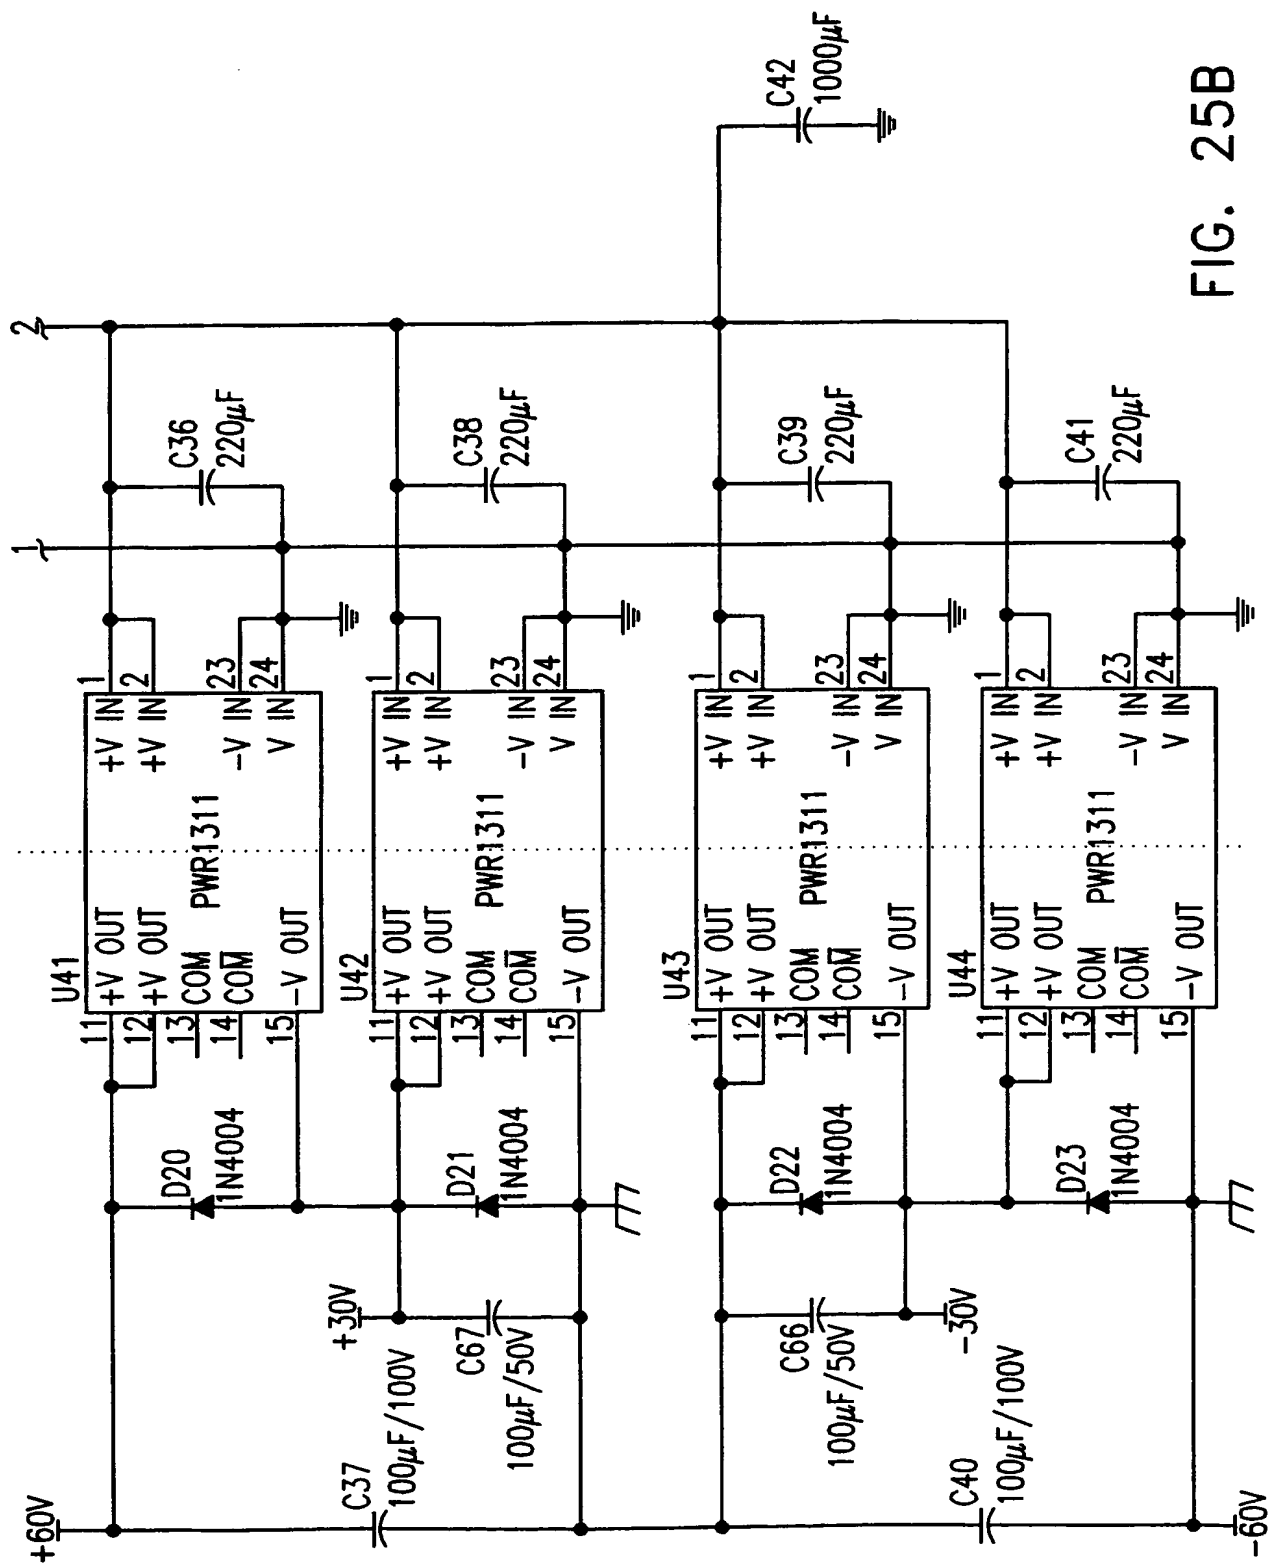 2
1
C42
1000μF
C36
220μF
C38
220μF
C39
220μF
C41
220μF
1
2
23
24
+V IN
+V IN
-V IN
V IN
PWR1311
+V OUT
+V OUT
COM
COM
-V OUT
U41
11
12
13
14
15
1
2
23
24
+V IN
+V IN
-V IN
V IN
PWR1311
+V OUT
+V OUT
COM
COM
-V OUT
U42
11
12
13
14
15
1
2
23
24
+V IN
+V IN
-V IN
V IN
PWR1311
+V OUT
+V OUT
COM
COM
-V OUT
U43
11
12
13
14
15
1
2
23
24
+V IN
+V IN
-V IN
V IN
PWR1311
+V OUT
+V OUT
COM
COM
-V OUT
U44
11
12
13
14
15
D20
1N4004
D21
1N4004
D22
1N4004
D23
1N4004
+30V
C67
100μF/50V
C66
100μF/50V
-30V
+60V
C37
100μF/100V
C40
100μF/100V
-60V
FIG. 25B